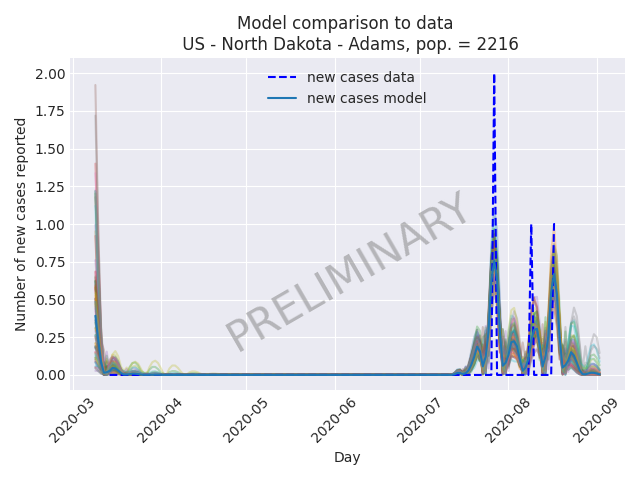 Model comparison to data
US - North Dakota - Adams, pop. = 2216
new cases data
new cases model
Number of new cases reported
2.00
1.75
1.50
1.25
1.00
0.75
0.50
0.25
0.00
PRELIMINARY
2020-03
2020-04
2020-05
2020-06
2020-07
2020-08
2020-09
Day